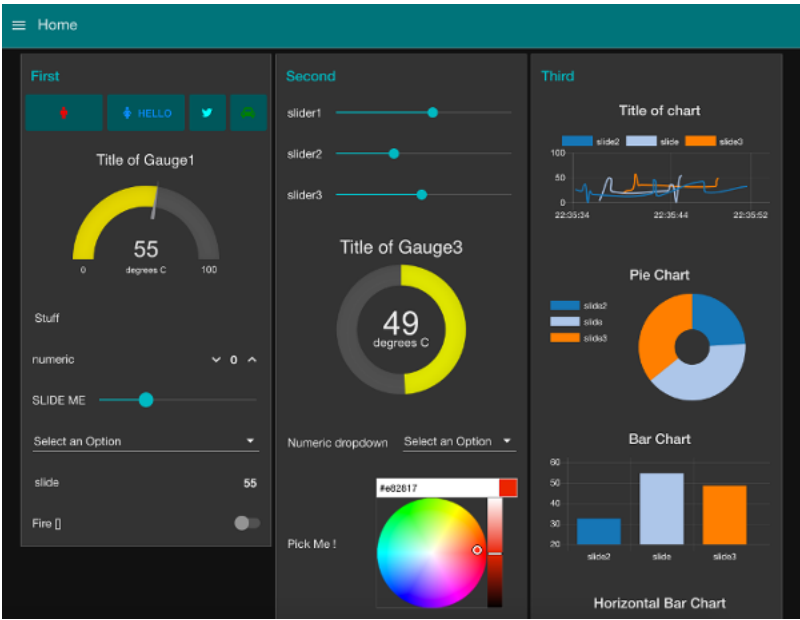 Home
First
HELLO
Title of Gauge1
55
degrees C
0
100
Stuff
numeric
0
SLIDE ME
Select an Option
slide
55
Fire []
Second
slider1
slider2
slider3
Title of Gauge3
49
degrees C
Numeric dropdown
Select an Option
#e82817
Pick Me !
Third
Title of chart
slide2 slide slide3
100
50
0
22:35:34 22:35:44 22:35:52
Pie Chart
slide2
slide
slide3
Bar Chart
60
50
40
30
20
slide2 slide slide3
Horizontal Bar Chart